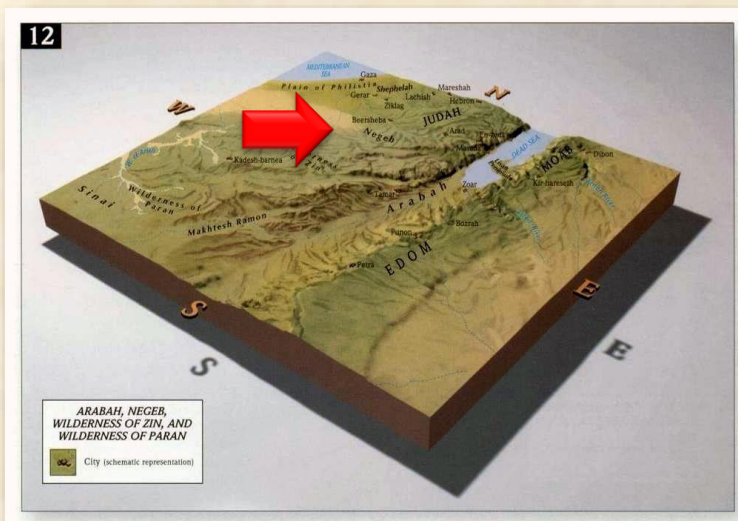 12
MEDITERRANEAN
SEA
Gaza
Plain of Philistia
Shephelah
Gerar
Lachish
Mareshah
N
Ziklag
Hebron
W
Beersheba
JUDAH
Negeb
Arad
DEAD SEA
MOAB
Dibon
Kadesh-barnea
Zoar
Kir-hareseth
Sinai
Wilderness of
Paran
Tamar
Arabah
Makhtesh Ramon
Punon
Bozrah
EDOM
Petra
S
E
S
E
ARABAH, NEGEB,
WILDERNESS OF ZIN, AND
WILDERNESS OF PARAN
City (schematic representation)